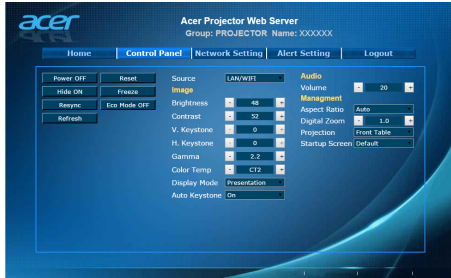 acer
Acer Projector Web Server
Group: PROJECTOR Name: XXXXXX
Home Control Panel Network Setting Alert Setting Logout
Power OFF Reset
Hide ON Freeze
Resync Eco Mode OFF
Refresh
Source LAN/WIFI
Image
Brightness - 48 +
Contrast - 52 +
V. Keystone - 0 +
H. Keystone - 0 +
Gamma - 2.2 +
Color Temp - CT2 +
Display Mode Presentation
Auto Keystone On
Audio
Volume - 20 +
Managment
Aspect Ratio Auto
Digital Zoom - 1.0 +
Projection Front Table
Startup Screen Default